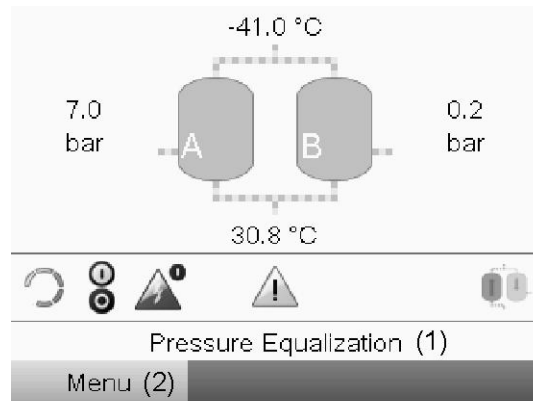 -41.0 °C
7.0
bar
A
B
0.2
bar
30.8 °C
Pressure Equalization (1)
Menu (2)